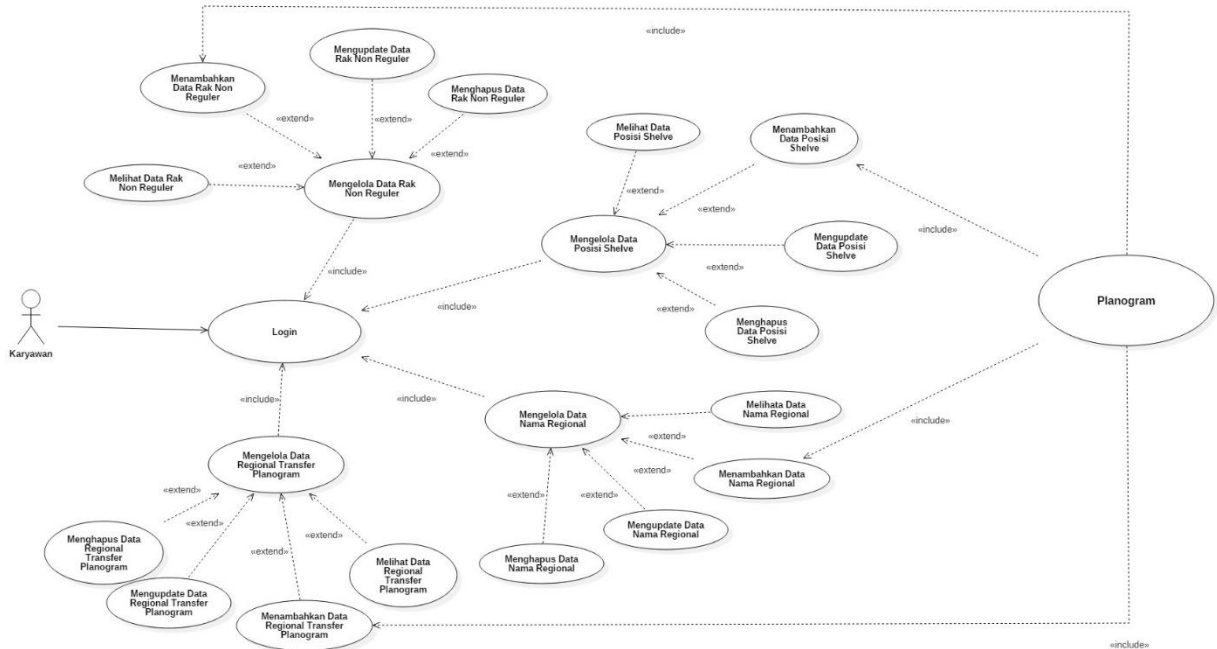 «include»
Mengupdate Data
Rak Non Reguler
Menambahkan
Data Rak Non
Reguler
Menghapus Data
Rak Non Reguler
«extend»
«extend»
«extend»
«extend»
Melihat Data Rak
Non Reguler
Mengelola Data Rak
Non Reguler
Melihat Data
Posisi Shelve
Menambahkan
Data Posisi
Shelve
«extend»
«extend»
Mengelola Data
Posisi Shelve
Mengupdate
Data Posisi
Shelve
«extend»
«extend»
Menghapus
Data Posisi
Shelve
«include»
«include»
«include»
Planogram
Karyawan
Login
«include»
«include»
Mengelola Data
Nama Regional
Melihata Data
Nama Regional
«include»
«extend»
Menambahkan Data
Nama Regional
«extend»
«extend»
Mengupdate Data
Nama Regional
Menghapus Data
Nama Regional
Mengelola Data
Regional Transfer
Planogram
«extend»
«extend»
«extend»
«extend»
Menghapus Data
Regional
Transfer
Planogram
Mengupdate Data
Regional Transfer
Planogram
Melihat Data
Regional
Transfer
Planogram
Menambahkan Data
Regional Transfer
Planogram
«include»